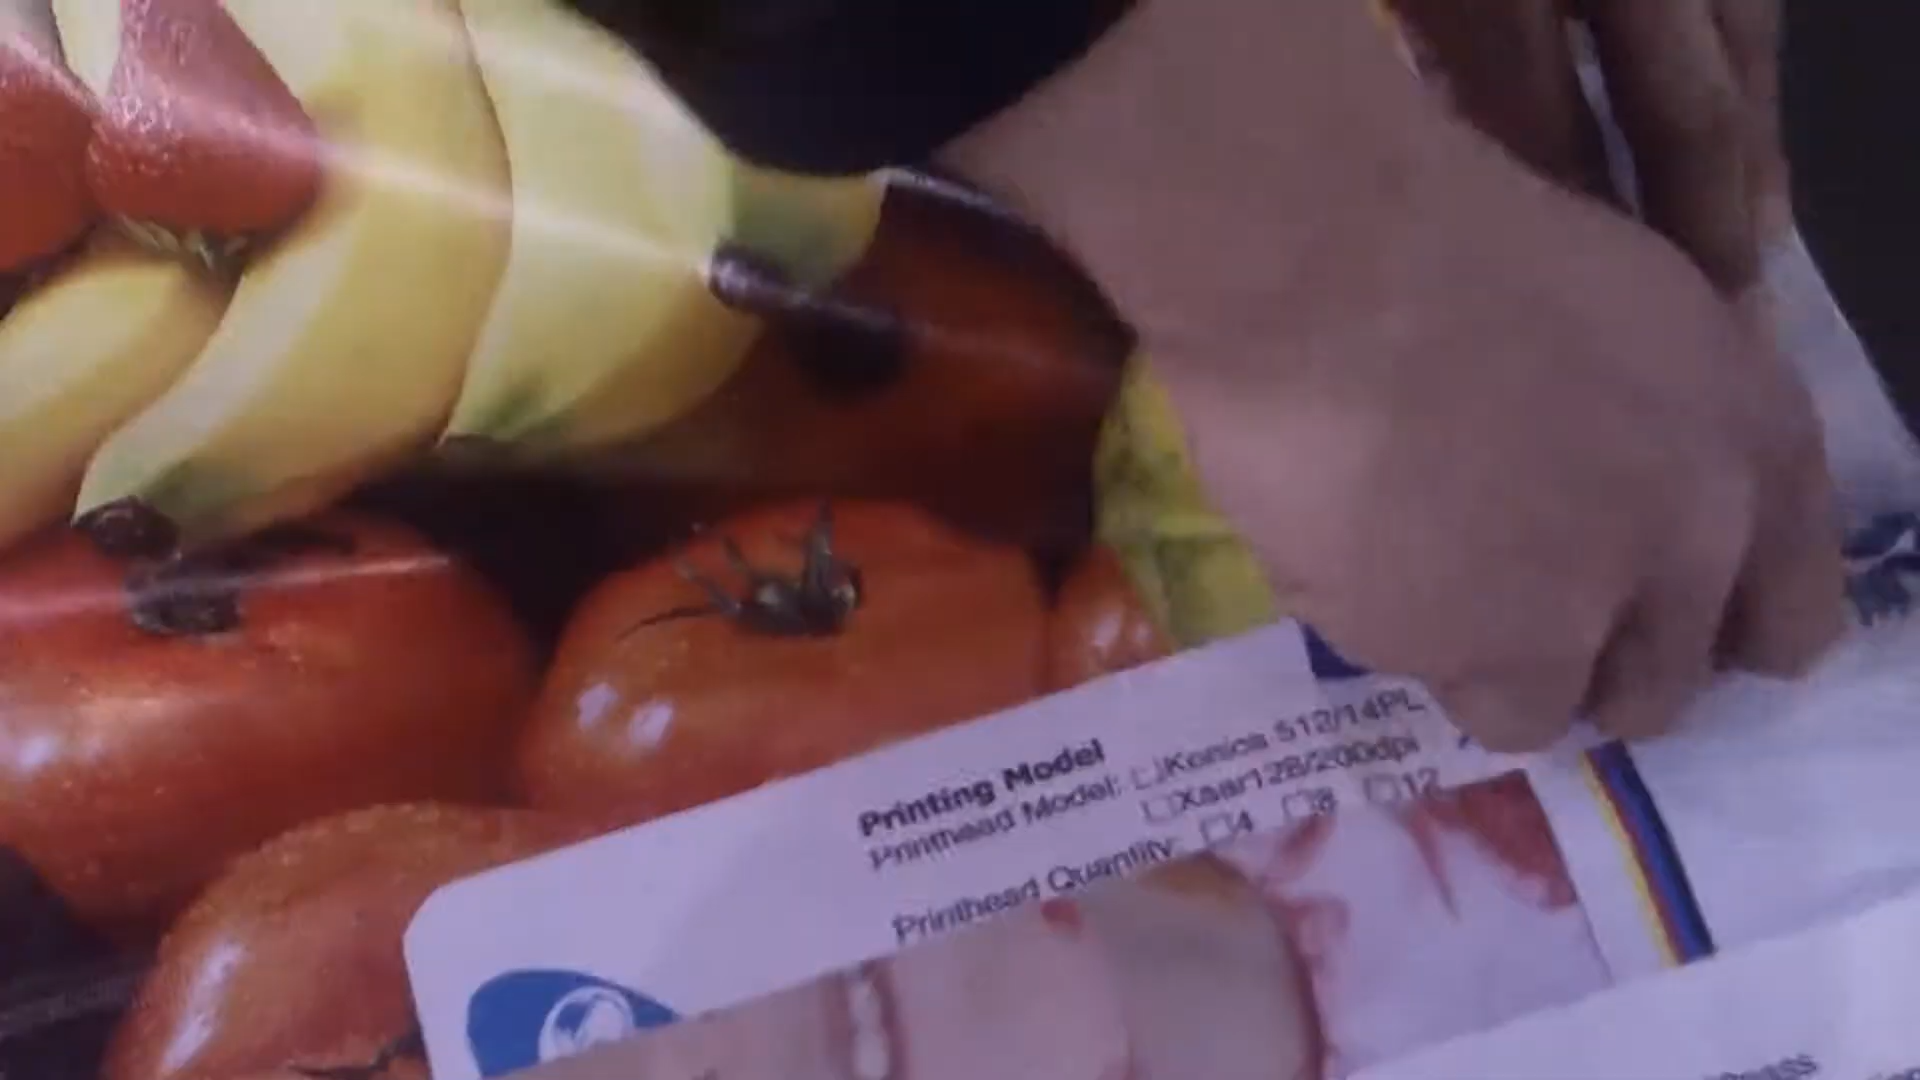 Printing Model
Printhead Model: □Konica 512/14PL
□Xaar128/200dpi
Printhead Quantity: □4 □8 □12